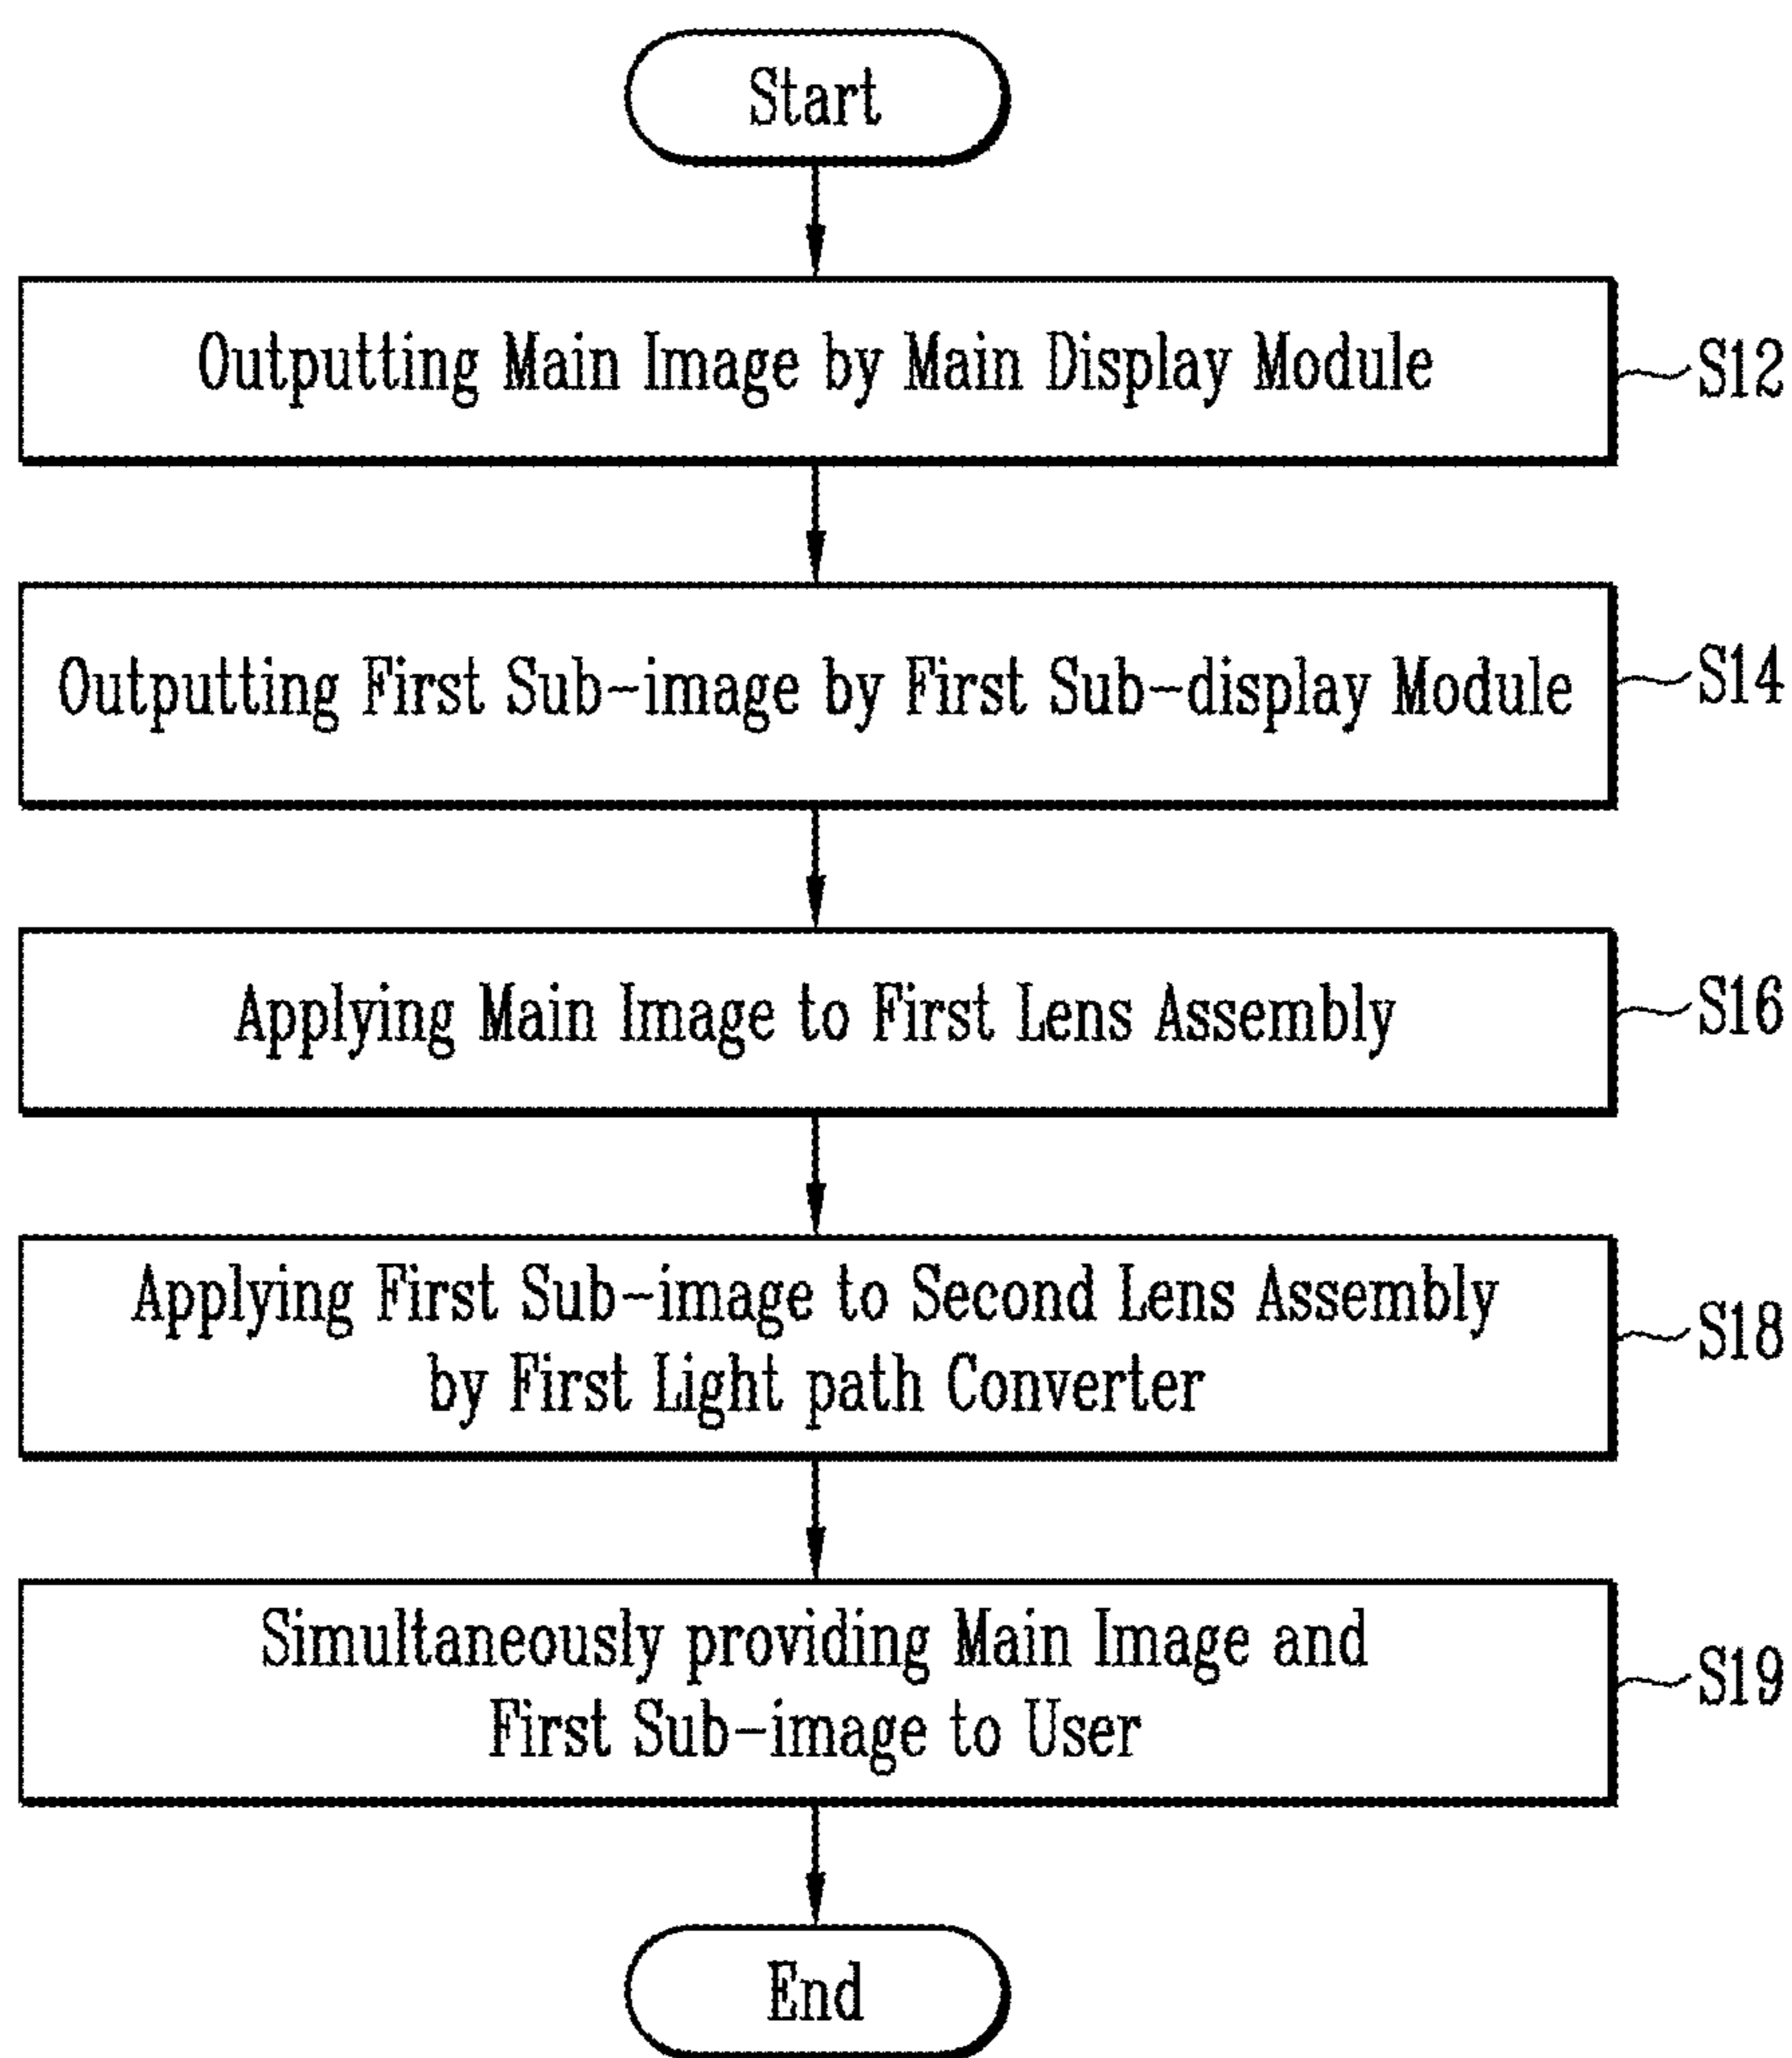 Start
Outputting Main Image by Main Display Module
S12
Outputting First Sub-image by First Sub-display Module
S14
Applying Main Image to First Lens Assembly
S16
Applying First Sub-image to Second Lens Assembly
by First Light path Converter
S18
Simultaneously providing Main Image and
First Sub-image to User
S19
End